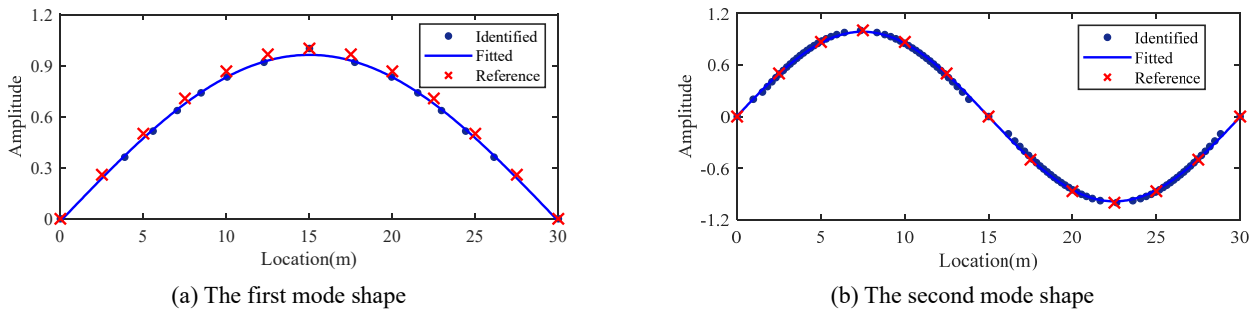 1.2
0.9
0.6
0.3
0
Amplitude
0 5 10 15 20 25 30
Location(m)
Identified
Fitted
Reference
(a) The first mode shape
1.2
0.6
0
-0.6
-1.2
Amplitude
0 5 10 15 20 25 30
Location(m)
Identified
Fitted
Reference
(b) The second mode shape